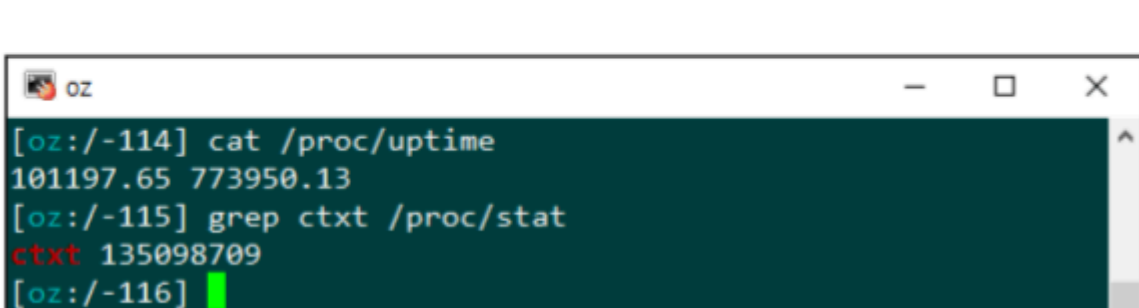 oz
[oz:/-114] cat /proc/uptime
101197.65 773950.13
[oz:/-115] grep ctxt /proc/stat
ctxt 135098709
[oz:/-116]